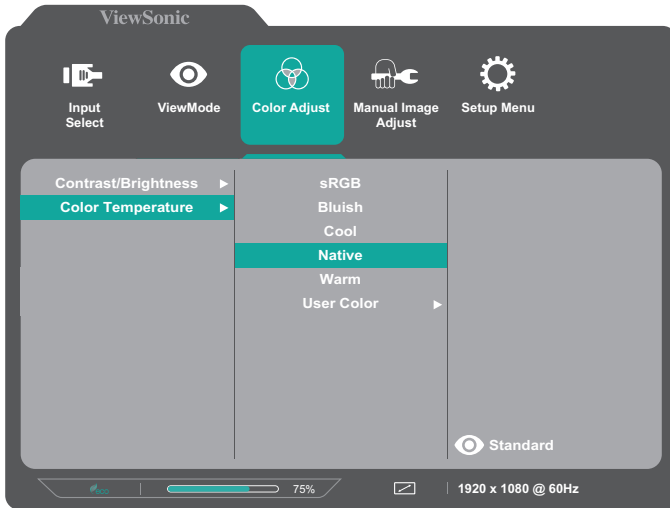 ViewSonic
Input
Select
ViewMode
Color Adjust
Manual Image
Adjust
Setup Menu
Contrast/Brightness
Color Temperature
sRGB
Bluish
Cool
Native
Warm
User Color
Standard
ECO
75%
1920 x 1080 @ 60Hz